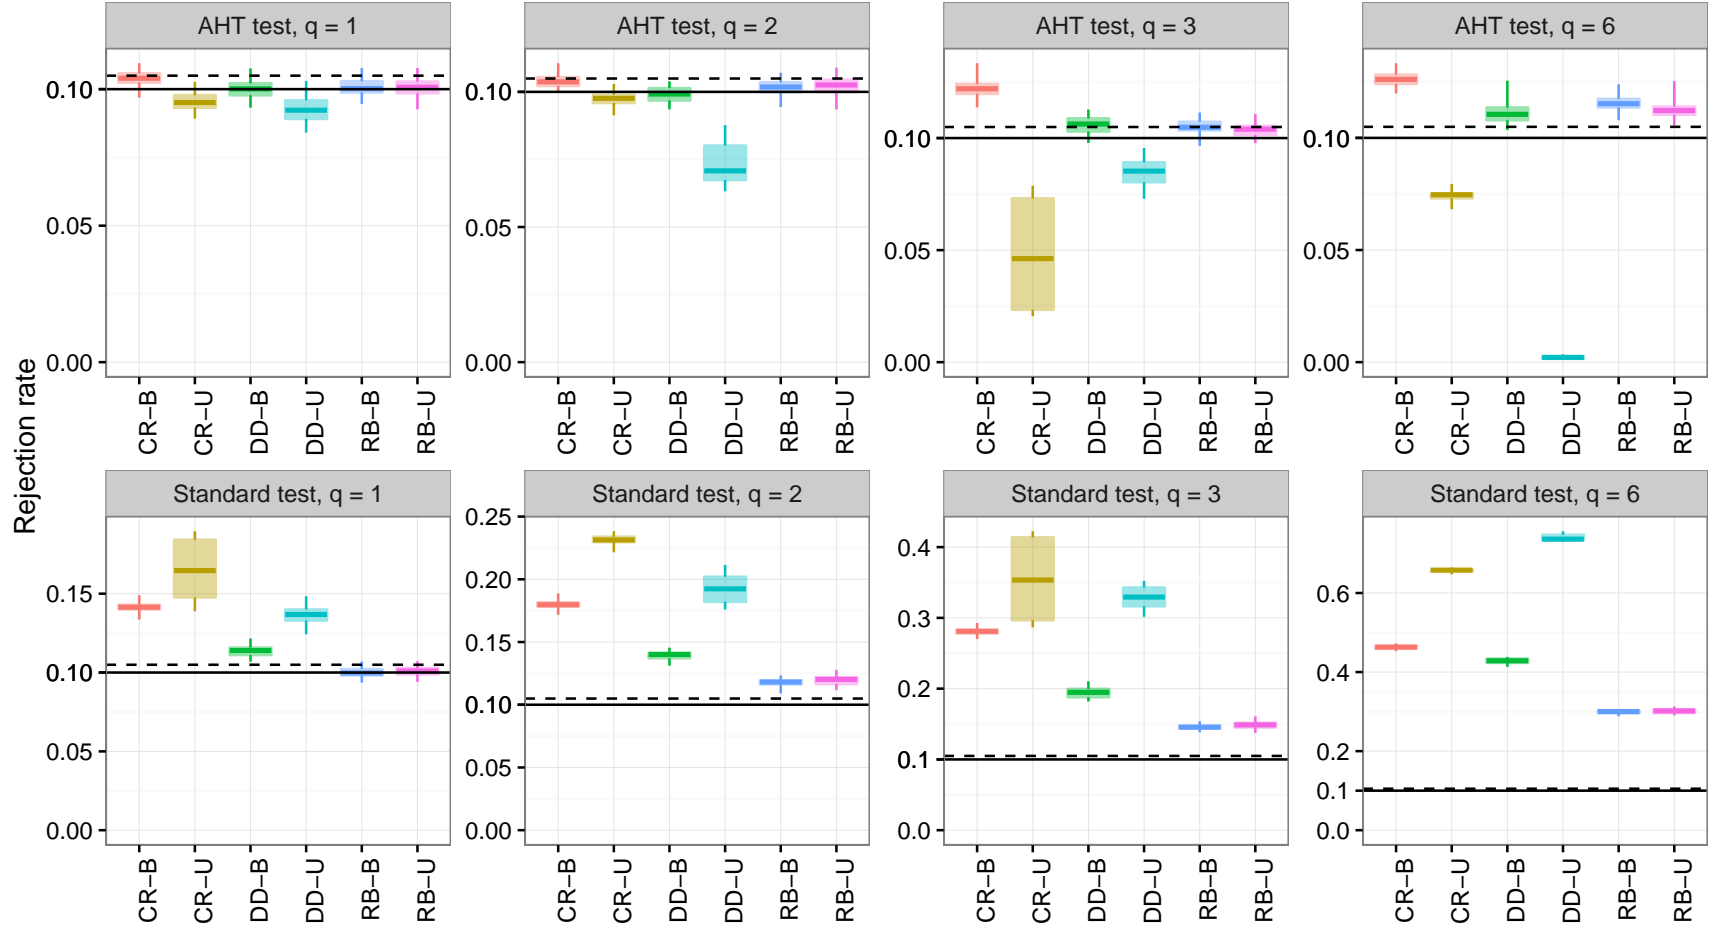 Rejection rate
AHT test, q = 1
AHT test, q = 2
AHT test, q = 3
AHT test, q = 6
0.10
0.05
0.00
0.10
0.05
0.00
0.10
0.05
0.00
0.10
0.05
0.00
CR−B
CR−U
DD−B
DD−U
RB−B
RB−U
CR−B
CR−U
DD−B
DD−U
RB−B
RB−U
CR−B
CR−U
DD−B
DD−U
RB−B
RB−U
CR−B
CR−U
DD−B
DD−U
RB−B
RB−U
Standard test, q = 1
Standard test, q = 2
Standard test, q = 3
Standard test, q = 6
0.15
0.10
0.05
0.00
0.25
0.20
0.15
0.10
0.05
0.00
0.4
0.3
0.2
0.1
0.0
0.6
0.4
0.2
0.1
0.0
CR−B
CR−U
DD−B
DD−U
RB−B
RB−U
CR−B
CR−U
DD−B
DD−U
RB−B
RB−U
CR−B
CR−U
DD−B
DD−U
RB−B
RB−U
CR−B
CR−U
DD−B
DD−U
RB−B
RB−U